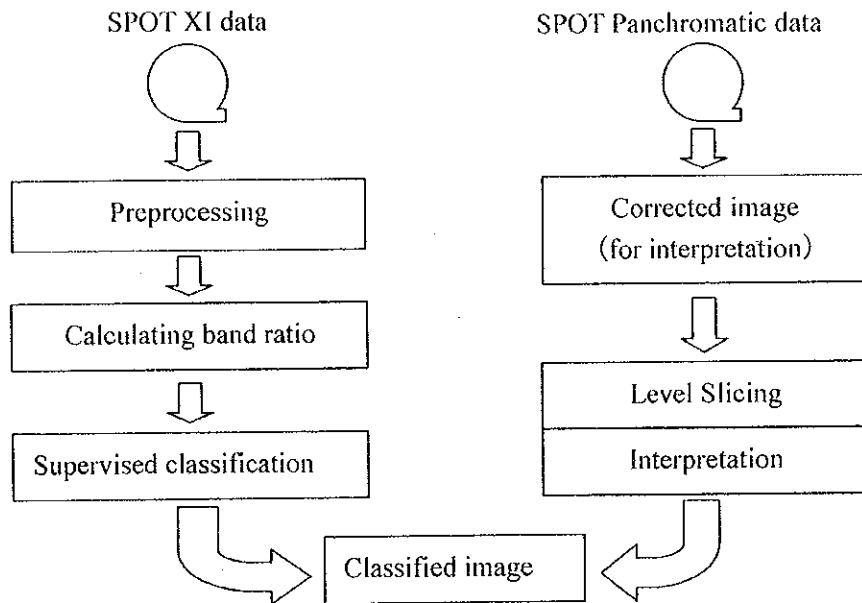 SPOT XI data
SPOT Panchromatic data
Preprocessing
Calculating band ratio
Supervised classification
Corrected image
(for interpretation)
Level Slicing
Interpretation
Classified image